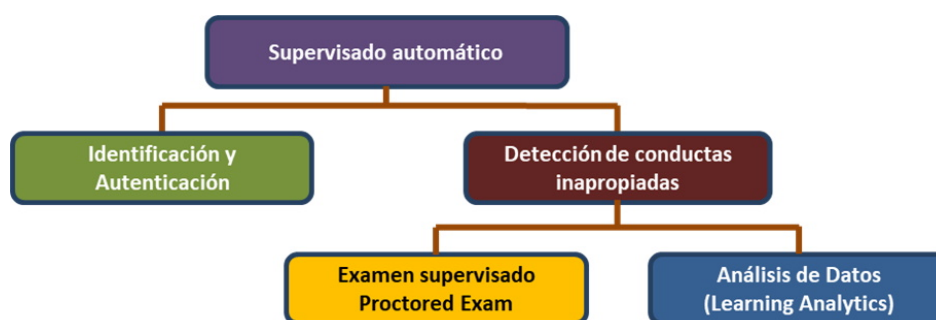 Supervisado automático
Identificación y
Autenticación
Detección de conductas
inapropiadas
Examen supervisado
Proctored Exam
Análisis de Datos
(Learning Analytics)